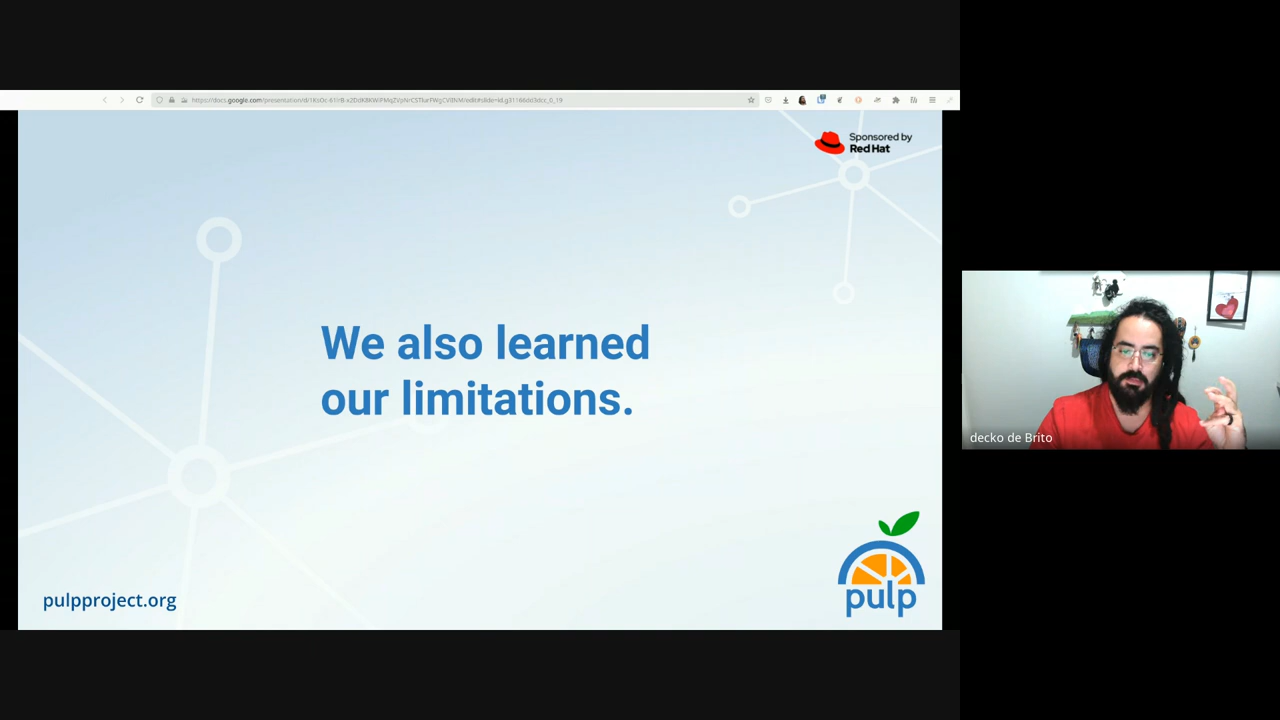 Sponsored by
Red Hat
We also learned
our limitations.
decko de Brito
pulpproject.org
pulp